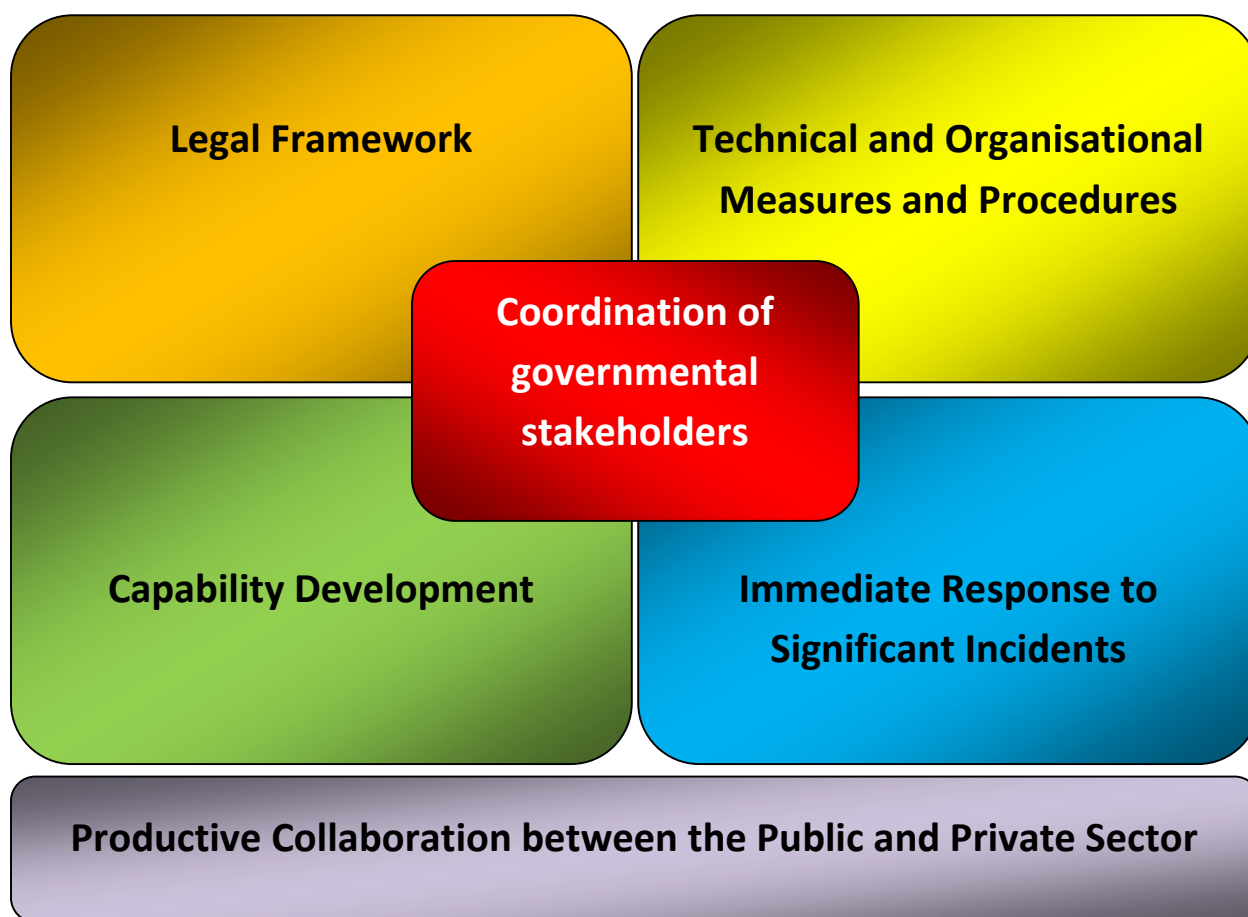 Legal Framework
Technical and Organisational
Measures and Procedures
Coordination of
governmental
stakeholders
Capability Development
Immediate Response to
Significant Incidents
Productive Collaboration between the Public and Private Sector